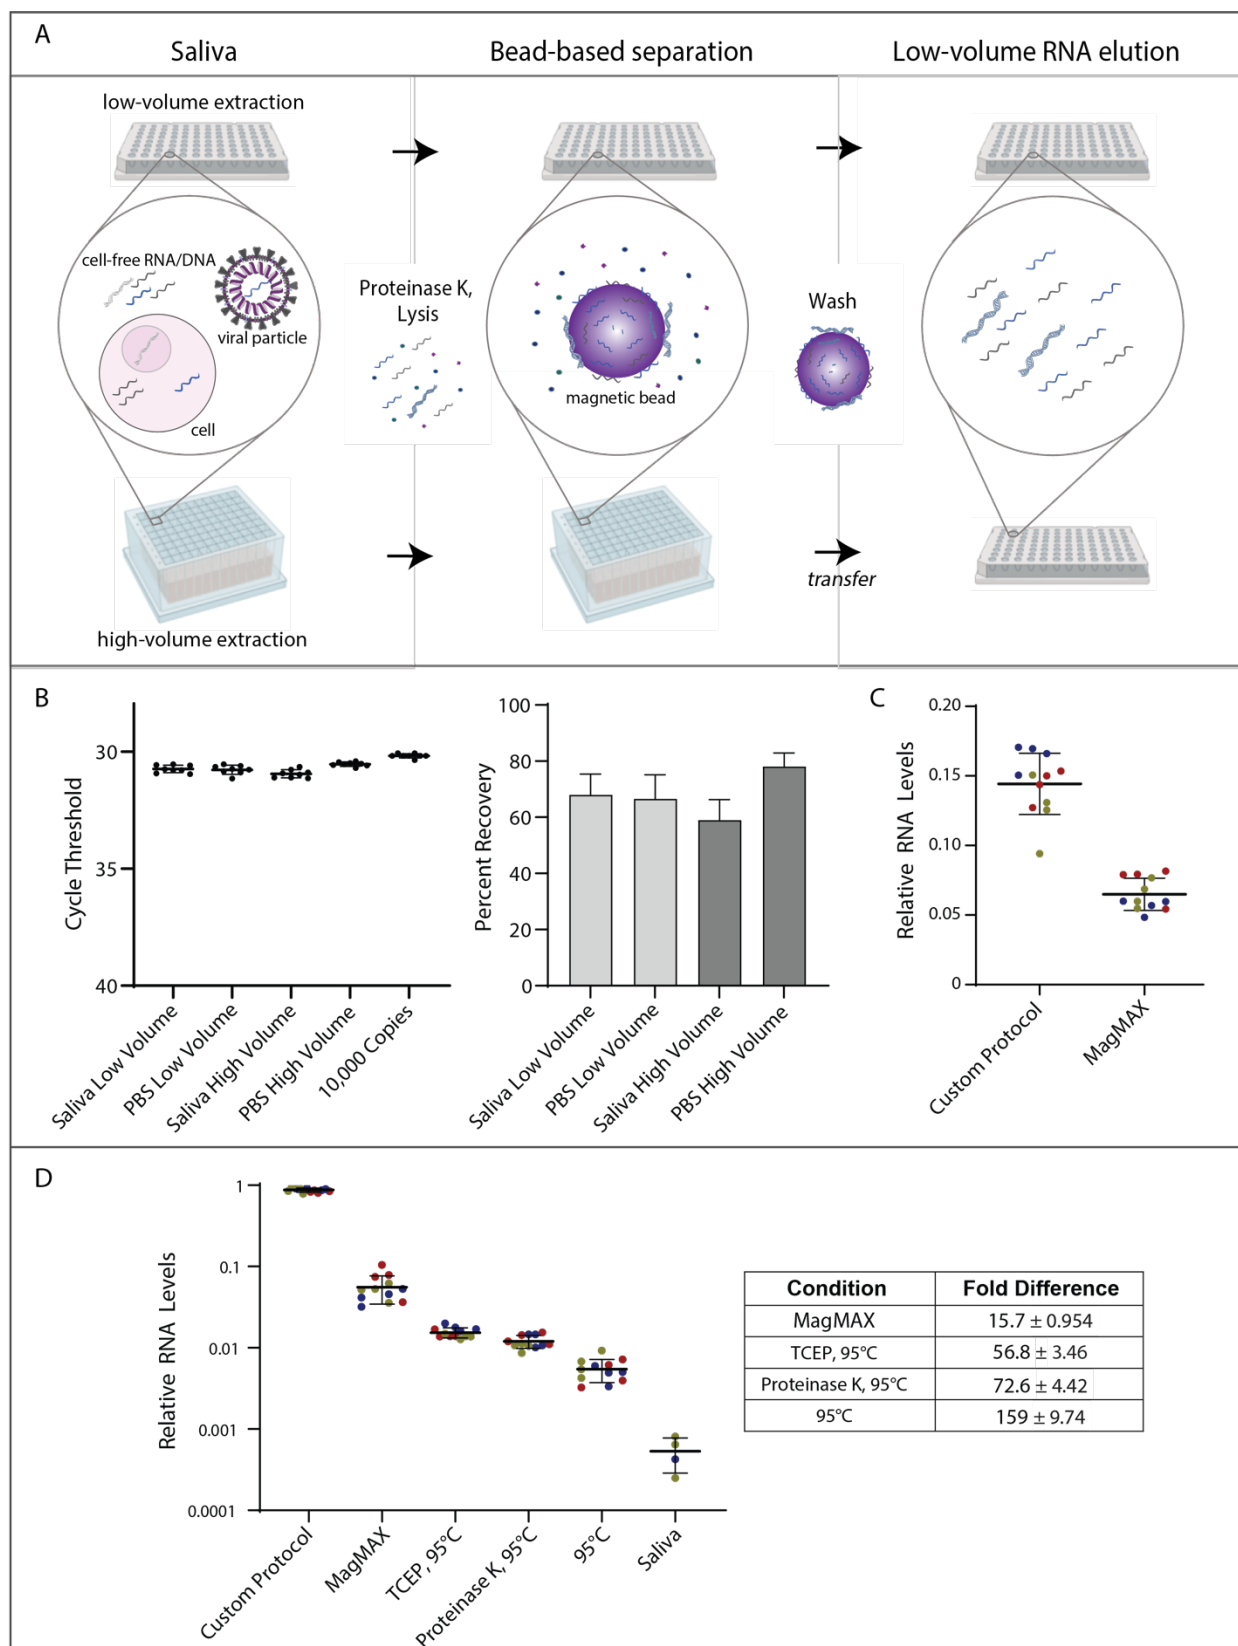 A
Saliva
Bead-based separation
Low-volume RNA elution
low-volume extraction
cell-free RNA/DNA
viral particle
cell
Proteinase K,
Lysis
magnetic bead
Wash
high-volume extraction
transfer
B
Cycle Threshold
30
35
40
Saliva Low Volume
PBS Low Volume
Saliva High Volume
PBS High Volume
10,000 Copies
Percent Recovery
100
80
60
40
20
0
Saliva Low Volume
PBS Low Volume
Saliva High Volume
PBS High Volume
C
Relative RNA Levels
0.20
0.15
0.10
0.05
0
Custom Protocol
MagMAX
D
Relative RNA Levels
1
0.1
0.01
0.001
0.0001
Custom Protocol
MagMAX
TCEP, 95°C
Proteinase K, 95°C
95°C
Saliva
Condition Fold Difference
MagMAX 15.7 ± 0.954
TCEP, 95°C 56.8 ± 3.46
Proteinase K, 95°C 72.6 ± 4.42
95°C 159 ± 9.74